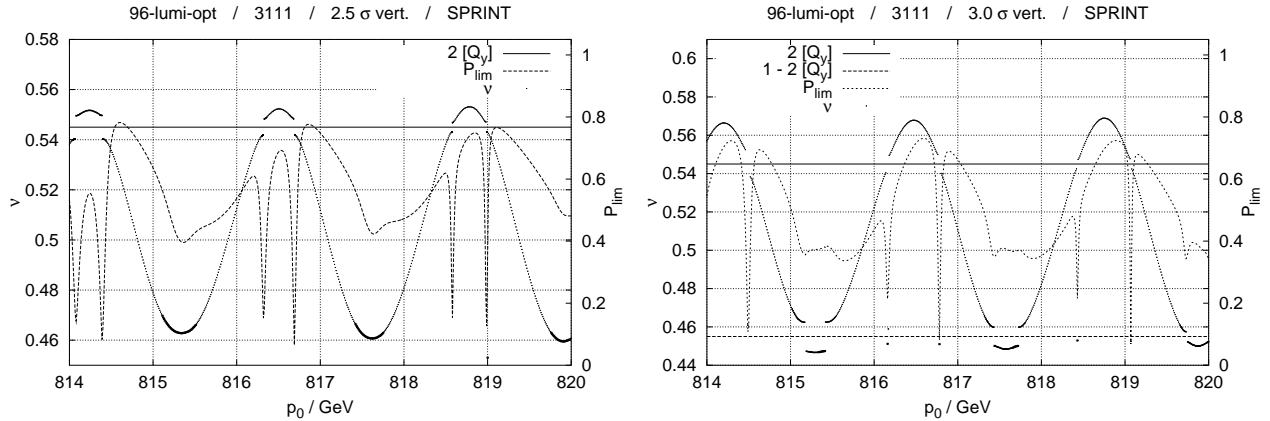 96-lumi-opt / 3111 / 2.5 σ vert. / SPRINT
2 [Q_y]
P_lim
ν
0.58
0.56
0.54
0.52
0.5
0.48
0.46
ν
1
0.8
0.6
0.4
0.2
0
P_lim
814 815 816 817 818 819 820
p_0 / GeV
96-lumi-opt / 3111 / 3.0 σ vert. / SPRINT
2 [Q_y]
1 - 2 [Q_y]
P_lim
ν
0.6
0.58
0.56
0.54
0.52
0.5
0.48
0.46
0.44
ν
1
0.8
0.6
0.4
0.2
0
P_lim
814 815 816 817 818 819 820
p_0 / GeV